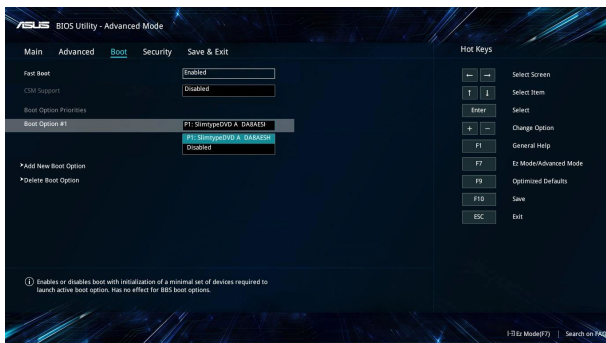 ASUS BIOS Utility - Advanced Mode
Main Advanced Boot Security Save & Exit
Hot Keys
Fast Boot Enabled
CSM Support Disabled
Boot Option Priorities
Boot Option #1 P1: SlimtypeDVD A DA8AESI
P1: SlimtypeDVD A DA8AESH
Disabled
>Add New Boot Option
>Delete Boot Option
← → Select Screen
↑ ↓ Select Item
Enter Select
+ − Change Option
F1 General Help
F7 Ez Mode/Advanced Mode
F9 Optimized Defaults
F10 Save
ESC Exit
Enables or disables boot with initialization of a minimal set of devices required to
launch active boot option. Has no effect for BBS boot options.
Ez Mode(F7) | Search on FAQ